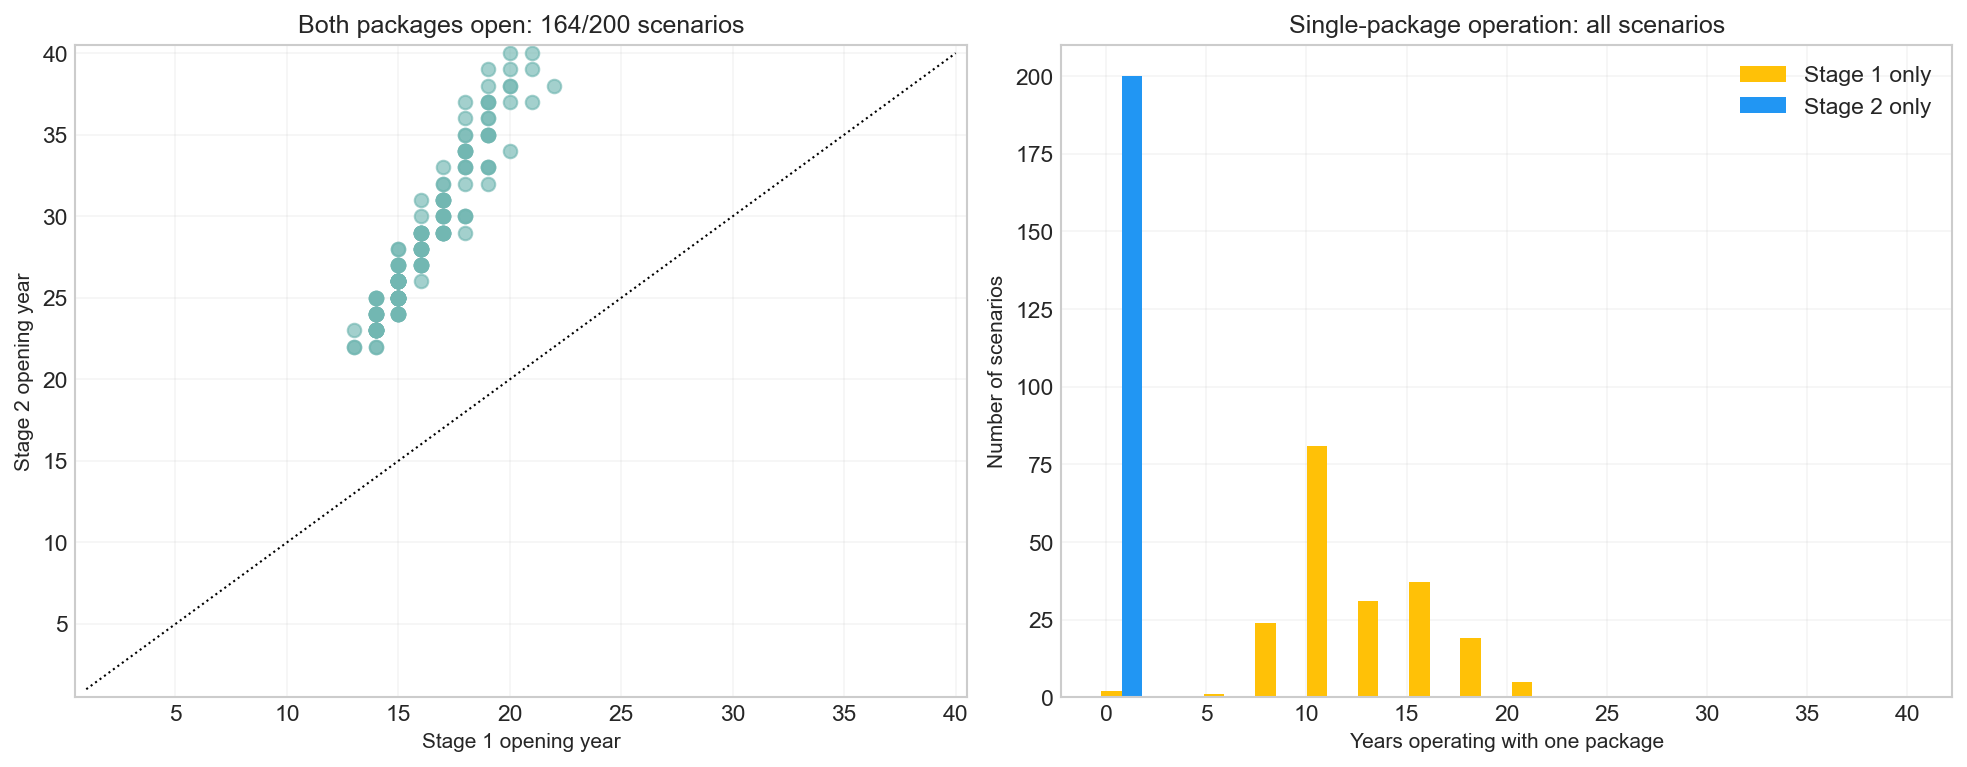 Both packages open: 164/200 scenarios
40
35
30
25
20
15
10
5
Stage 2 opening year
5 10 15 20 25 30 35 40
Stage 1 opening year
Single-package operation: all scenarios
Stage 1 only
Stage 2 only
200
175
150
125
100
75
50
25
0
Number of scenarios
0 5 10 15 20 25 30 35 40
Years operating with one package